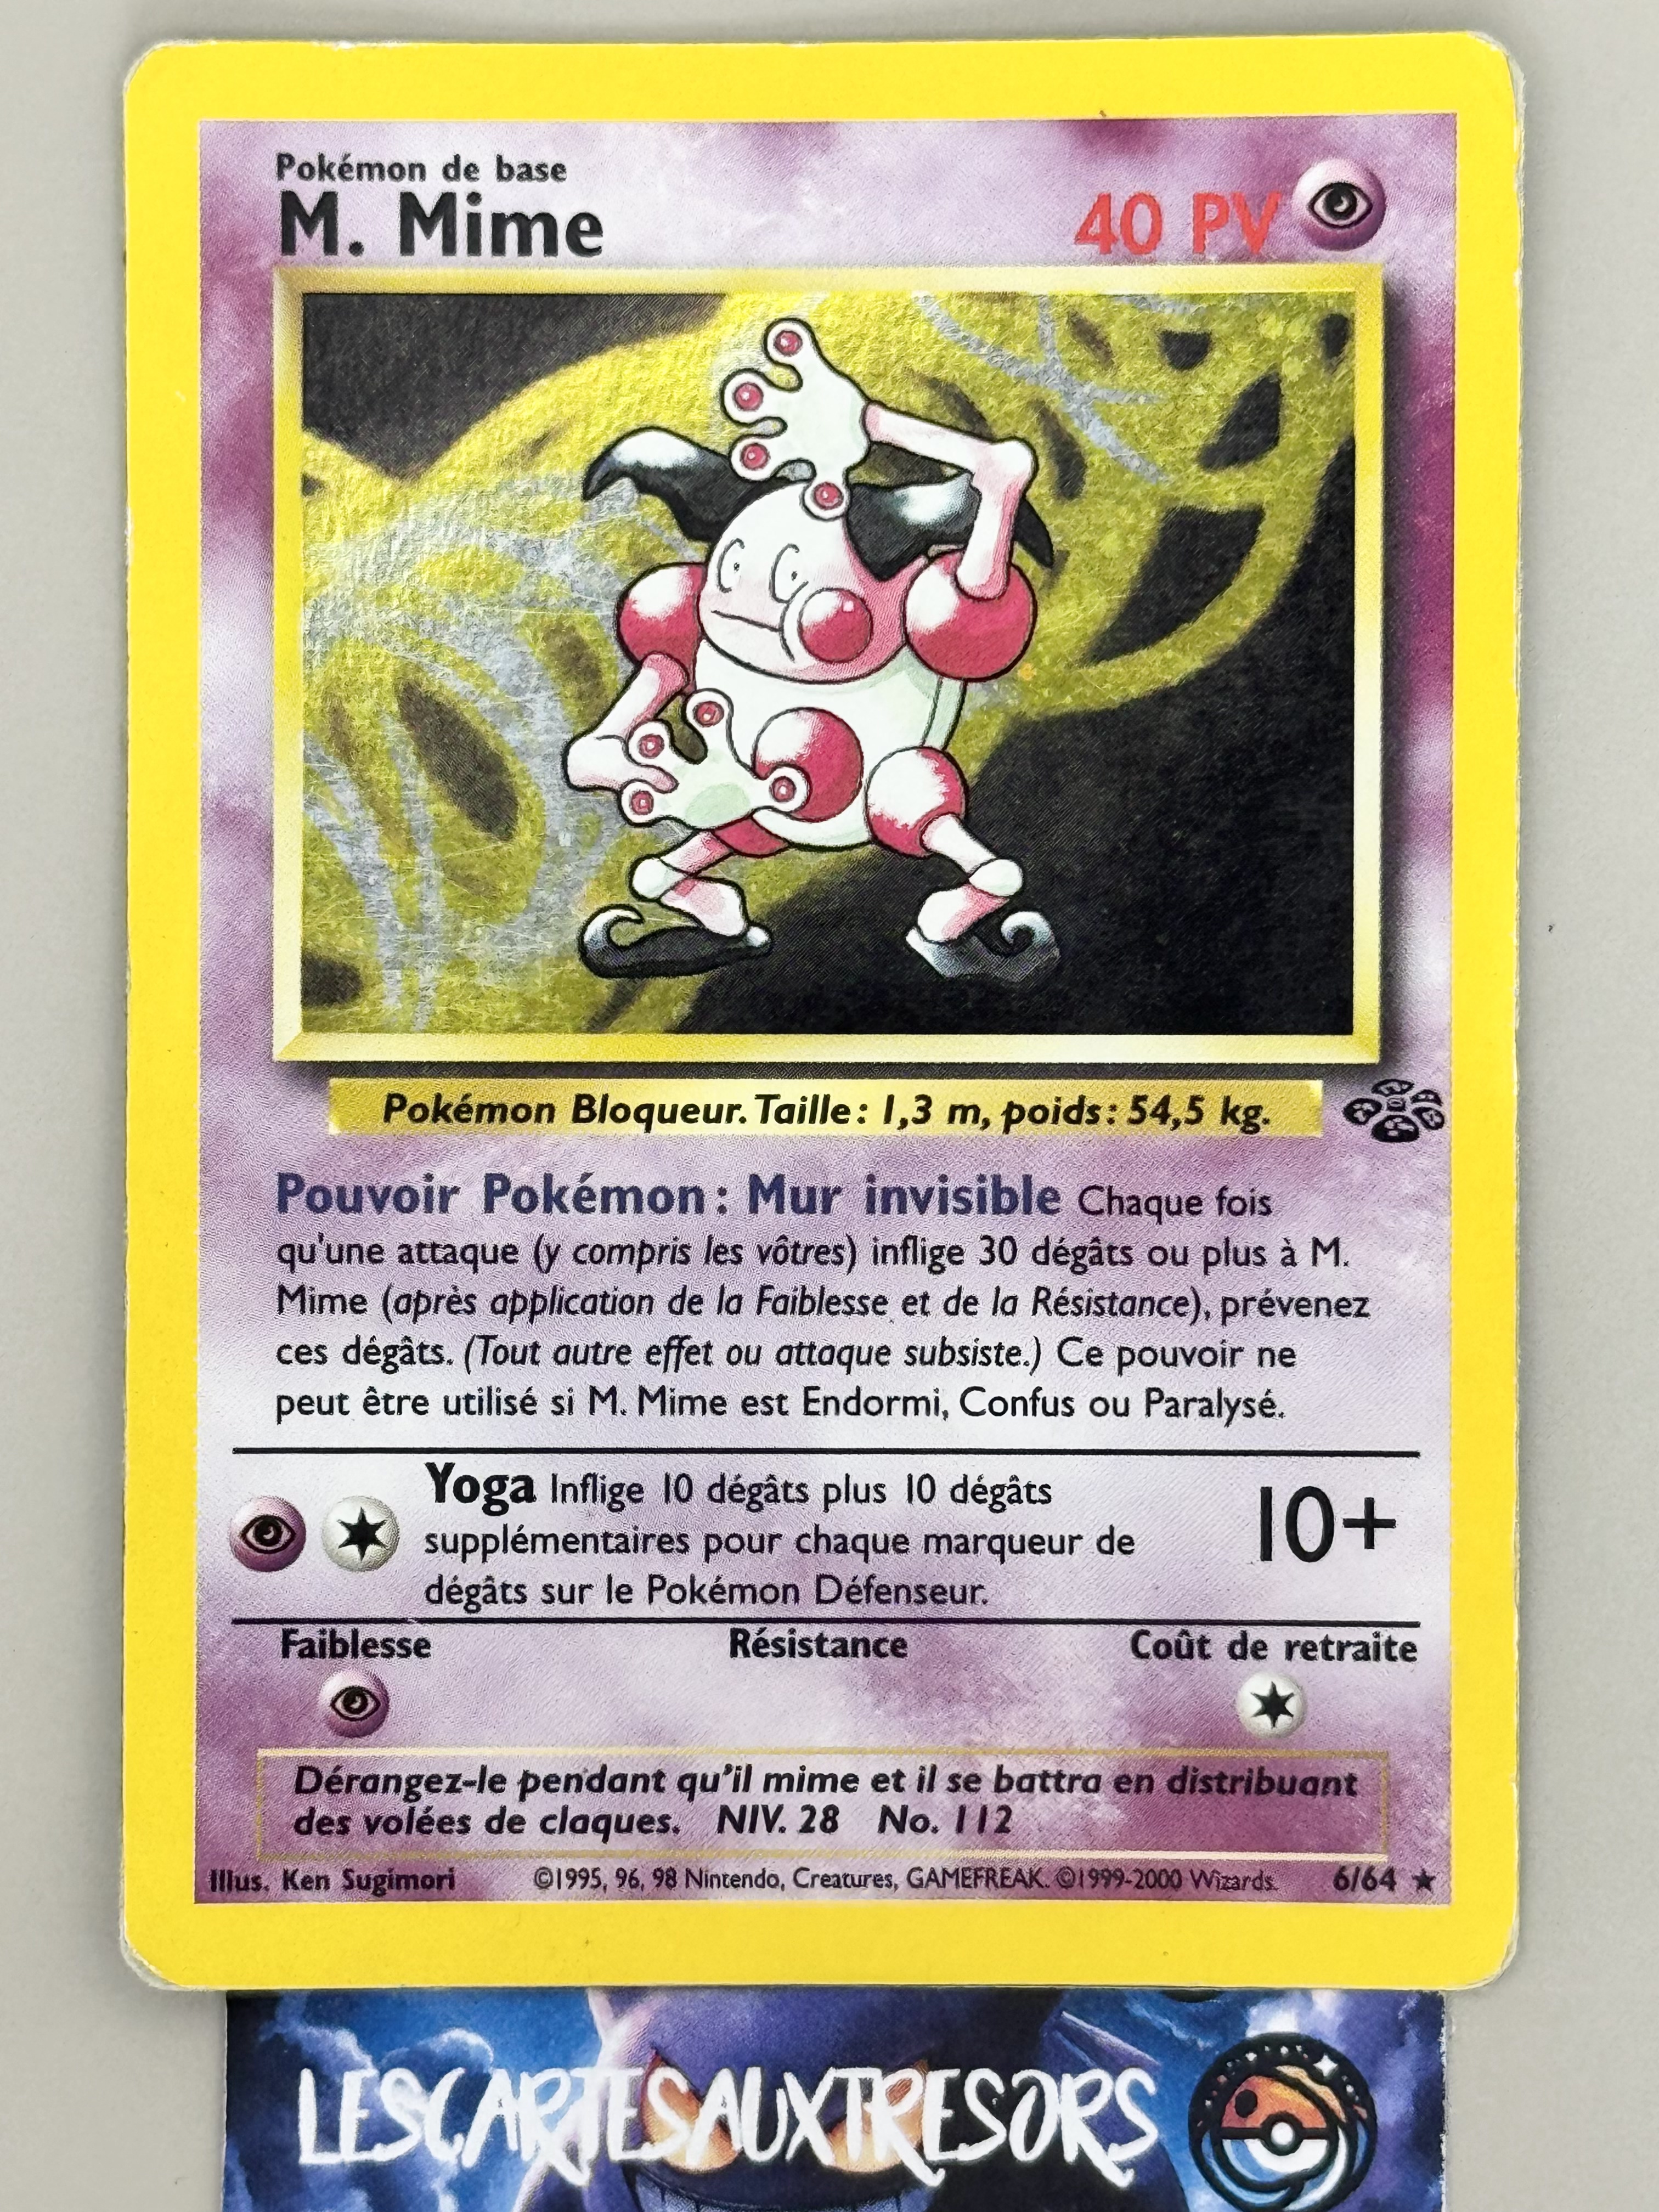 Pokémon de base
M. Mime
40 PV
Pokémon Bloqueur. Taille : 1,3 m, poids : 54,5 kg.
Pouvoir Pokémon : Mur invisible Chaque fois
qu'une attaque (y compris les vôtres) inflige 30 dégâts ou plus à M.
Mime (après application de la Faiblesse et de la Résistance), prévenez
ces dégâts. (Tout autre effet ou attaque subsiste.) Ce pouvoir ne
peut être utilisé si M. Mime est Endormi, Confus ou Paralysé.
Yoga Inflige 10 dégâts plus 10 dégâts
supplémentaires pour chaque marqueur de
dégâts sur le Pokémon Défenseur.
10+
Faiblesse Résistance Coût de retraite
Dérangez-le pendant qu'il mime et il se battra en distribuant
des volées de claques. NIV. 28 No. 112
Illus. Ken Sugimori ©1995, 96, 98 Nintendo, Creatures, GAMEFREAK. ©1999-2000 Wizards. 6/64 ★
LESCARTESAUXTRESORS